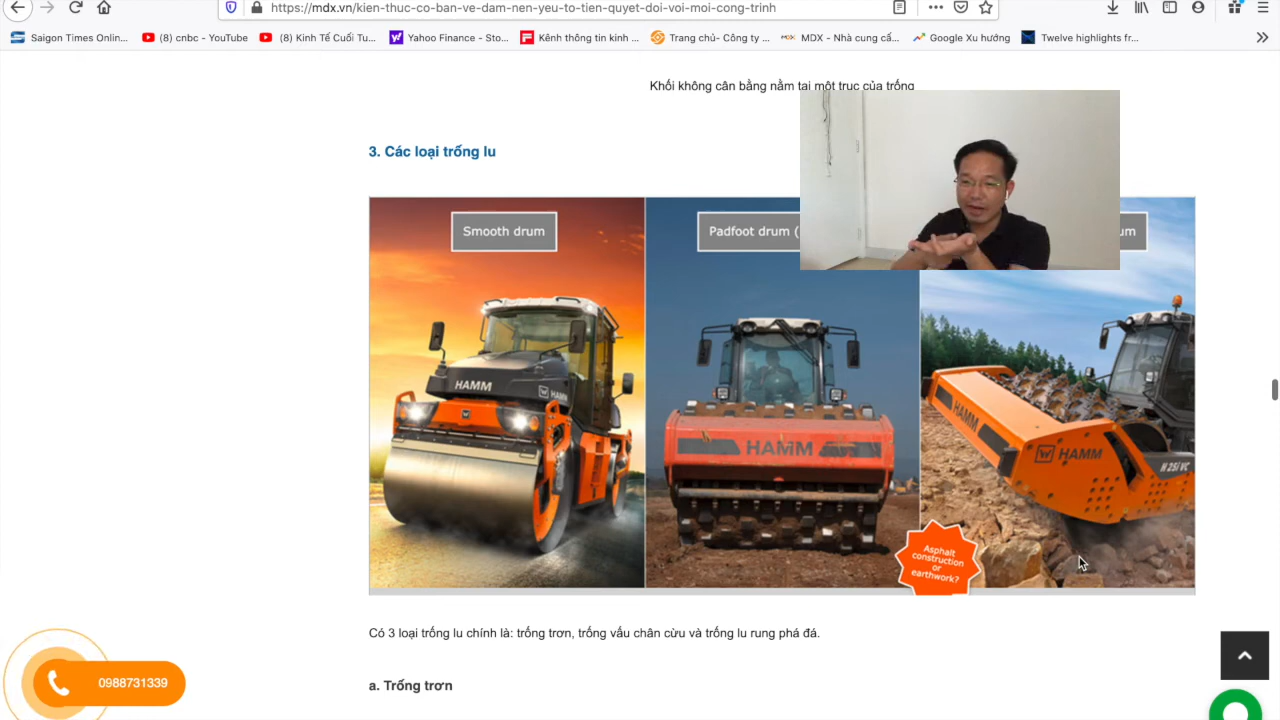 https://mdx.vn/kien-thuc-co-ban-ve-dam-nen-yeu-to-tien-quyet-doi-voi-moi-cong-trinh
Saigon Times Onlin... (8) cnbc - YouTube (8) Kinh Tế Cuối Tu... Yahoo Finance - Sto... Kênh thông tin kinh ... Trang chủ- Công ty ... MDX - Nhà cung cấ... Google Xu hướng Twelve highlights fr...
Khối không cân bằng nằm tại một trục của trống
3. Các loại trống lu
Smooth drum
Padfoot drum (
um
HAMM
HAMM
HAMM
HAMM
HAMM
H 25i VC
Asphalt
construction
or
earthwork?
Có 3 loại trống lu chính là: trống trơn, trống vấu chân cừu và trống lu rung phá đá.
a. Trống trơn
0988731339